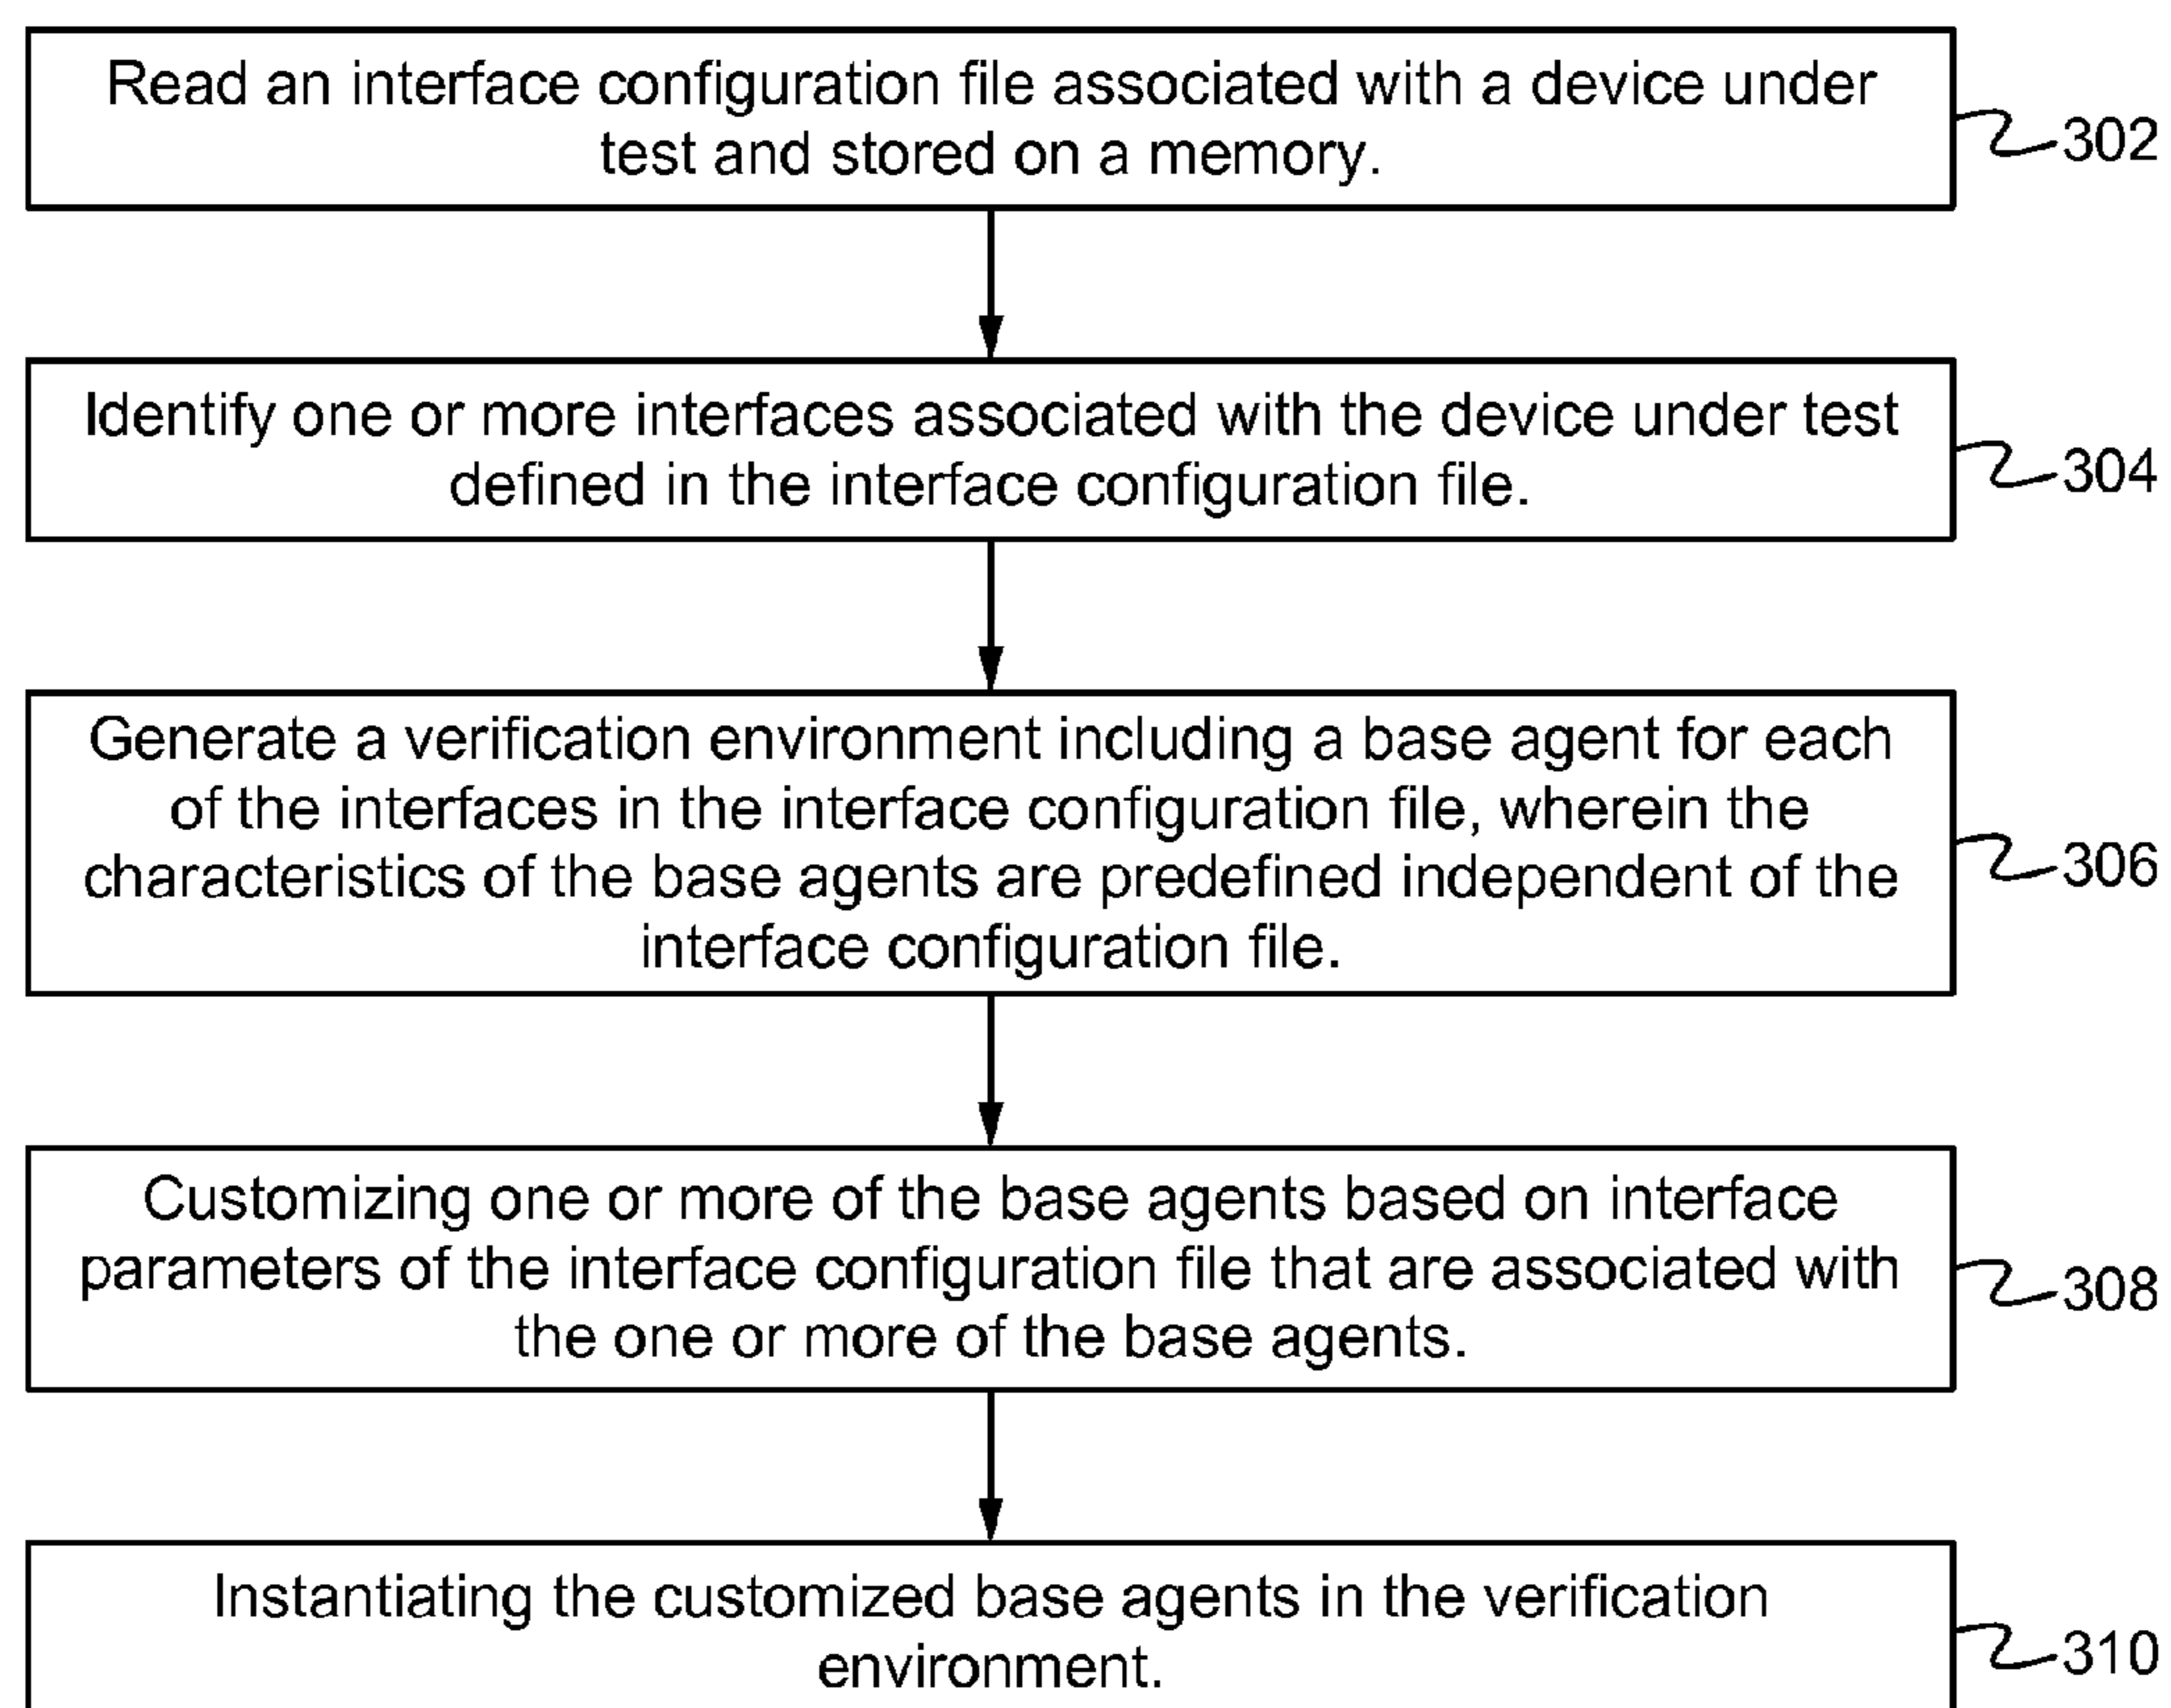 Read an interface configuration file associated with a device under
test and stored on a memory.
302
Identify one or more interfaces associated with the device under test
defined in the interface configuration file.
304
Generate a verification environment including a base agent for each
of the interfaces in the interface configuration file, wherein the
characteristics of the base agents are predefined independent of the
interface configuration file.
306
Customizing one or more of the base agents based on interface
parameters of the interface configuration file that are associated with
the one or more of the base agents.
308
Instantiating the customized base agents in the verification
environment.
310